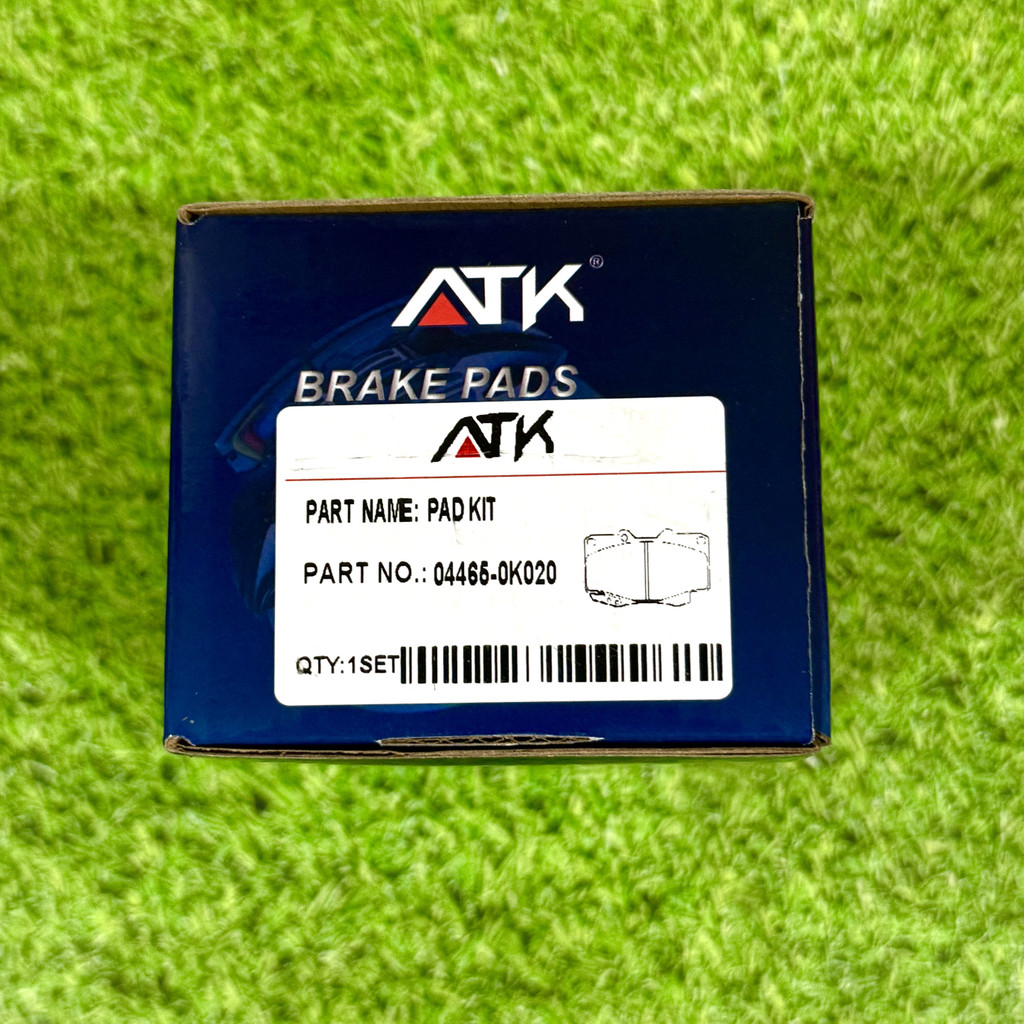 ATK®
BRAKE PADS
ATK
PART NAME: PAD KIT
PART NO.: 04465-0K020
QTY:1SET